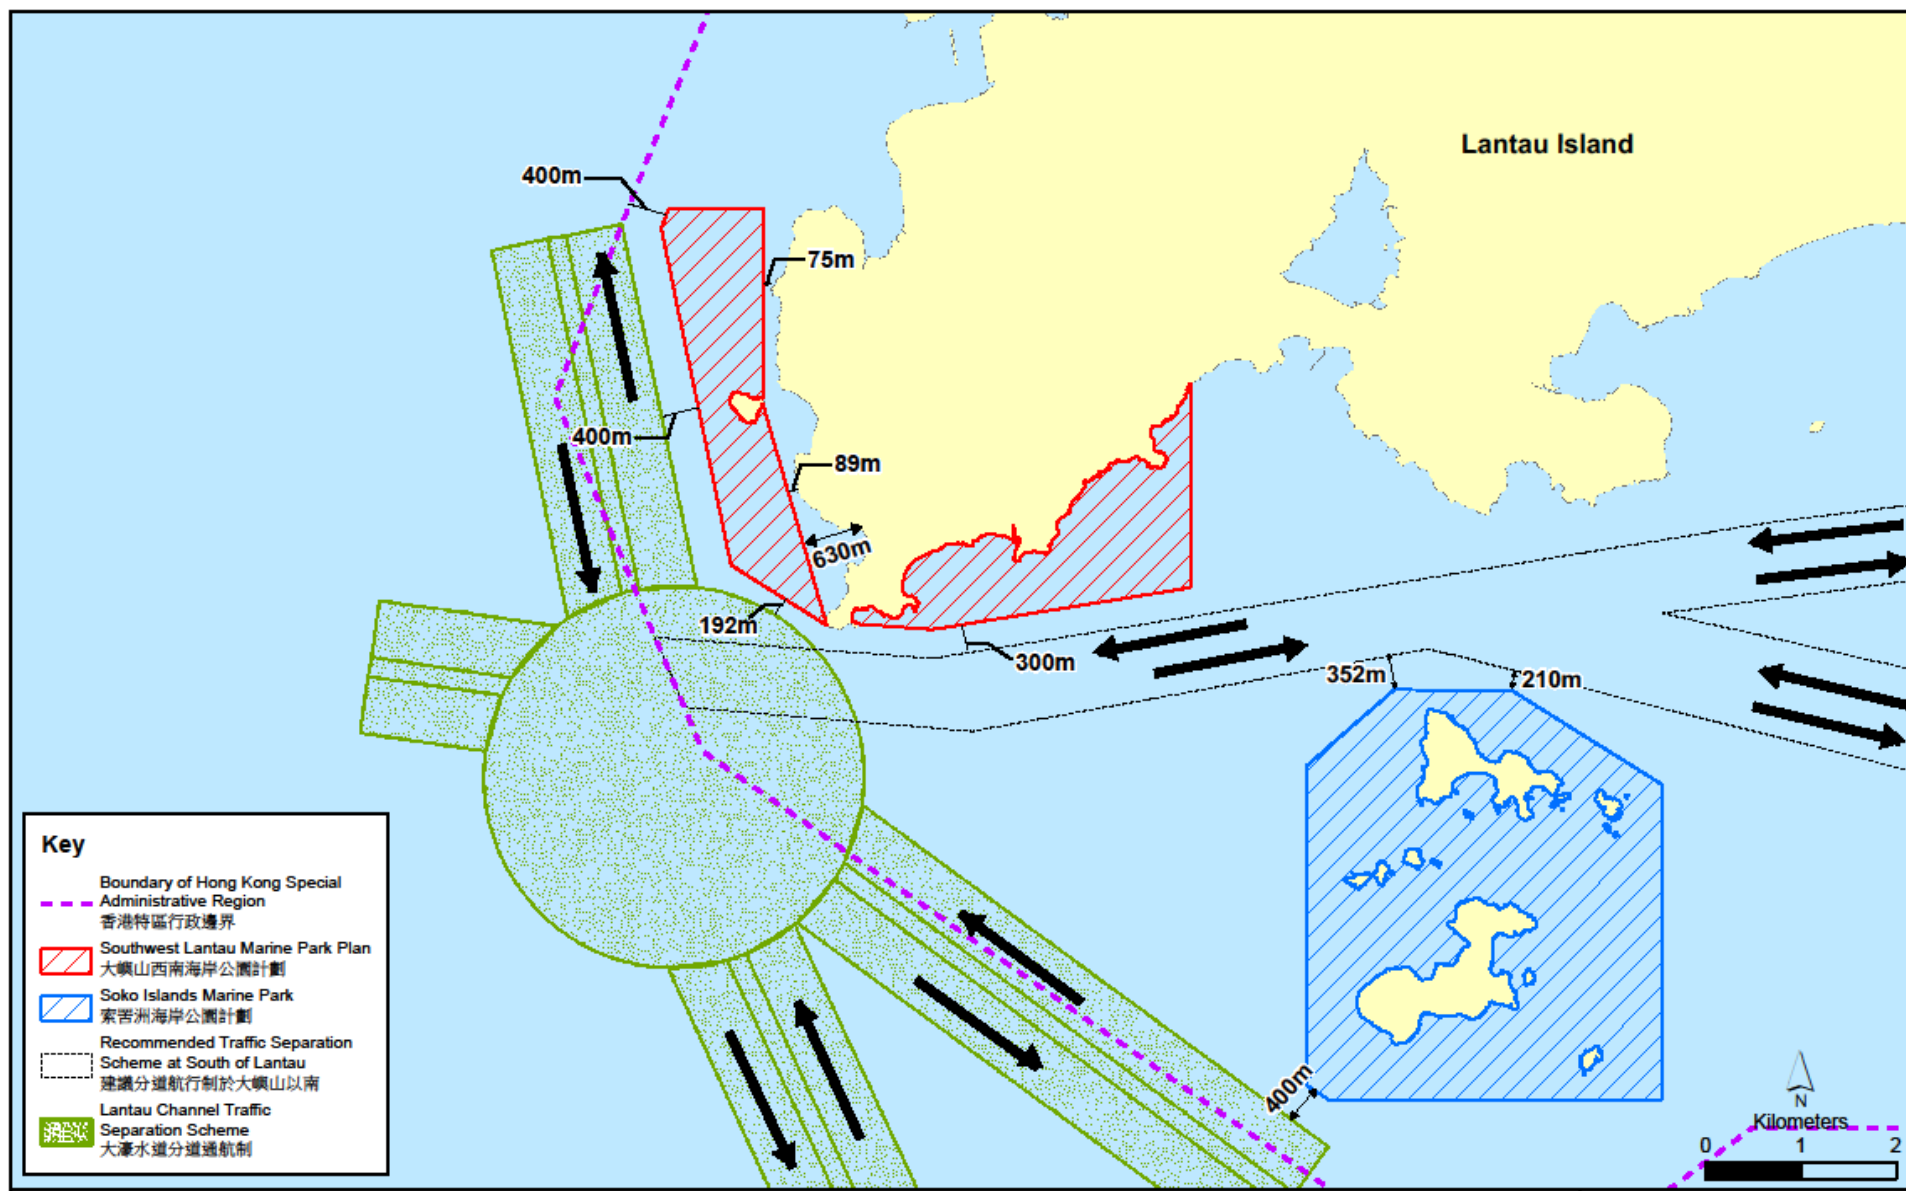 Lantau Island
400m
75m
400m
89m
630m
192m
300m
352m
210m
400m
Key
Boundary of Hong Kong Special
Administrative Region
香港特區行政邊界
Southwest Lantau Marine Park Plan
大嶼山西南海岸公園計劃
Soko Islands Marine Park
索罟洲海岸公園計劃
Recommended Traffic Separation
Scheme at South of Lantau
建議分道航行制於大嶼山以南
Lantau Channel Traffic
Separation Scheme
大濠水道分道通航制
N
Kilometers
0 1 2